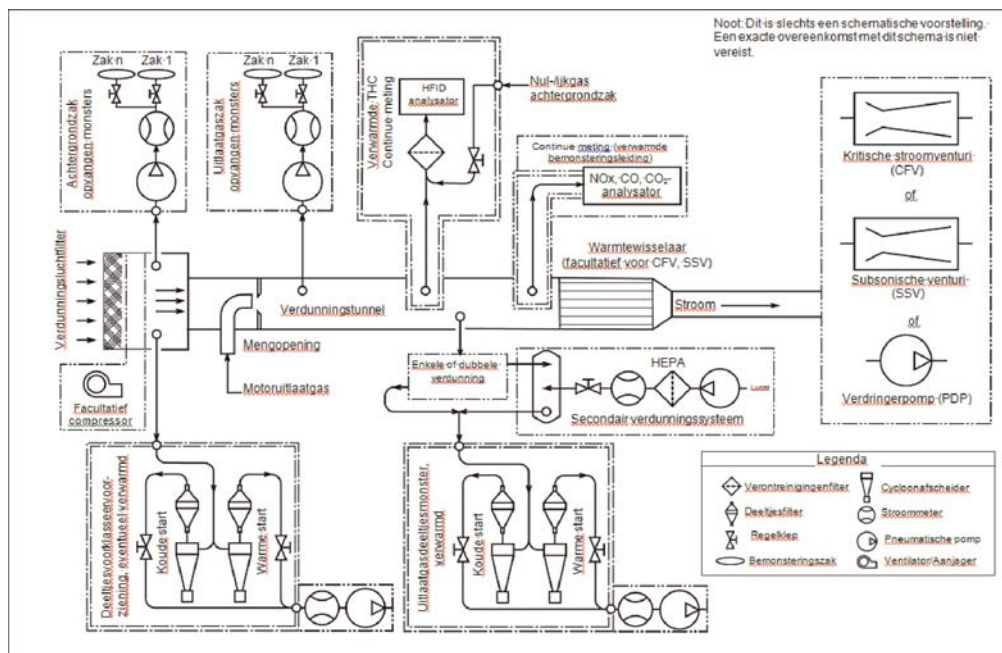 Noot: Dit is slechts een schematische voorstelling.
Een exacte overeenkomst met dit schema is niet
vereist.
Zak n Zak 1
Achtergrondzak
opvangen monsters
Zak n Zak 1
Uitlaatgaszak
opvangen monsters
Verwarmde THC
Continue meting
HFID
analysator
Nul-/ijkgas
achtergrondzak
Continue meting (verwarmde
bemonsteringsleiding)
NOx, CO, CO₂-
analysator
Kritische stroomventuri
(CFV)
of
Subsonische venturi
(SSV)
of
Verdringerpomp (PDP)
Verdunningsluchtfilter
Verdunningstunnel
Warmtewisselaar
(facultatief voor CFV, SSV)
Stroom
Mengopening
Motoruitlaatgas
Facultatief
compressor
Enkele of dubbele
verdunning
HEPA
Secondair verdunningssysteem
Deeltjesvoorklasseervoor-
ziening, eventueel verwarmd
Koude start
Warme start
Uitlaatgasdeeltjesmonster,
verwarmd
Koude start
Warme start
Legenda
Verontreinigingenfilter
Cycloonafscheider
Deeltjesfilter
Stroommeter
Regelklep
Pneumatische pomp
Bemonsteringszak
Ventilator/Aanjager